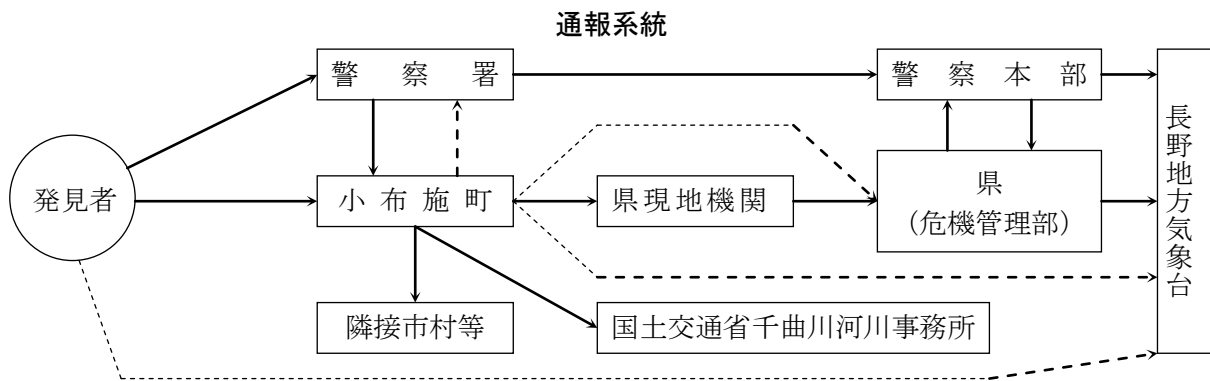 通報系統
警察署
警察本部
長野地方気象台
発見者
小布施町
県現地機関
県
（危機管理部）
隣接市村等
国土交通省千曲川河川事務所